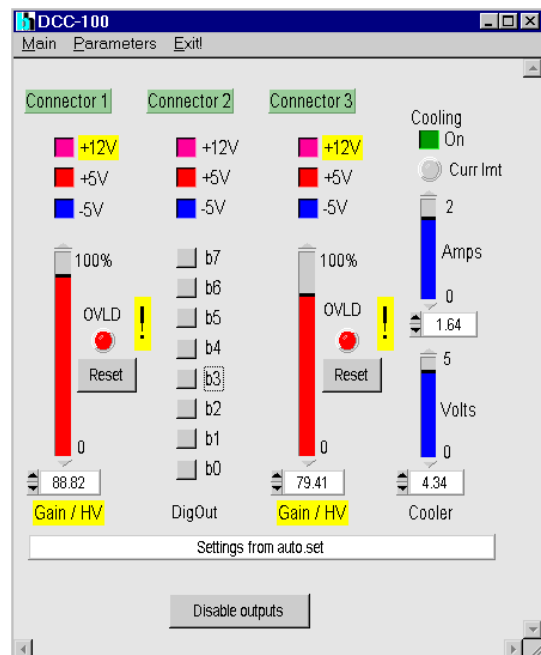 DCC-100
Main Parameters Exit!
Connector 1 Connector 2 Connector 3
Cooling
On
Curr lmt
+12V +12V +12V
+5V +5V +5V
-5V -5V -5V
2
Amps
0
1.64
100%
OVLD
!
Reset
0
88.82
Gain / HV
b7
b6
b5
b4
b3
b2
b1
b0
DigOut
100%
OVLD
!
Reset
0
79.41
Gain / HV
5
Volts
0
4.34
Cooler
Settings from auto.set
Disable outputs